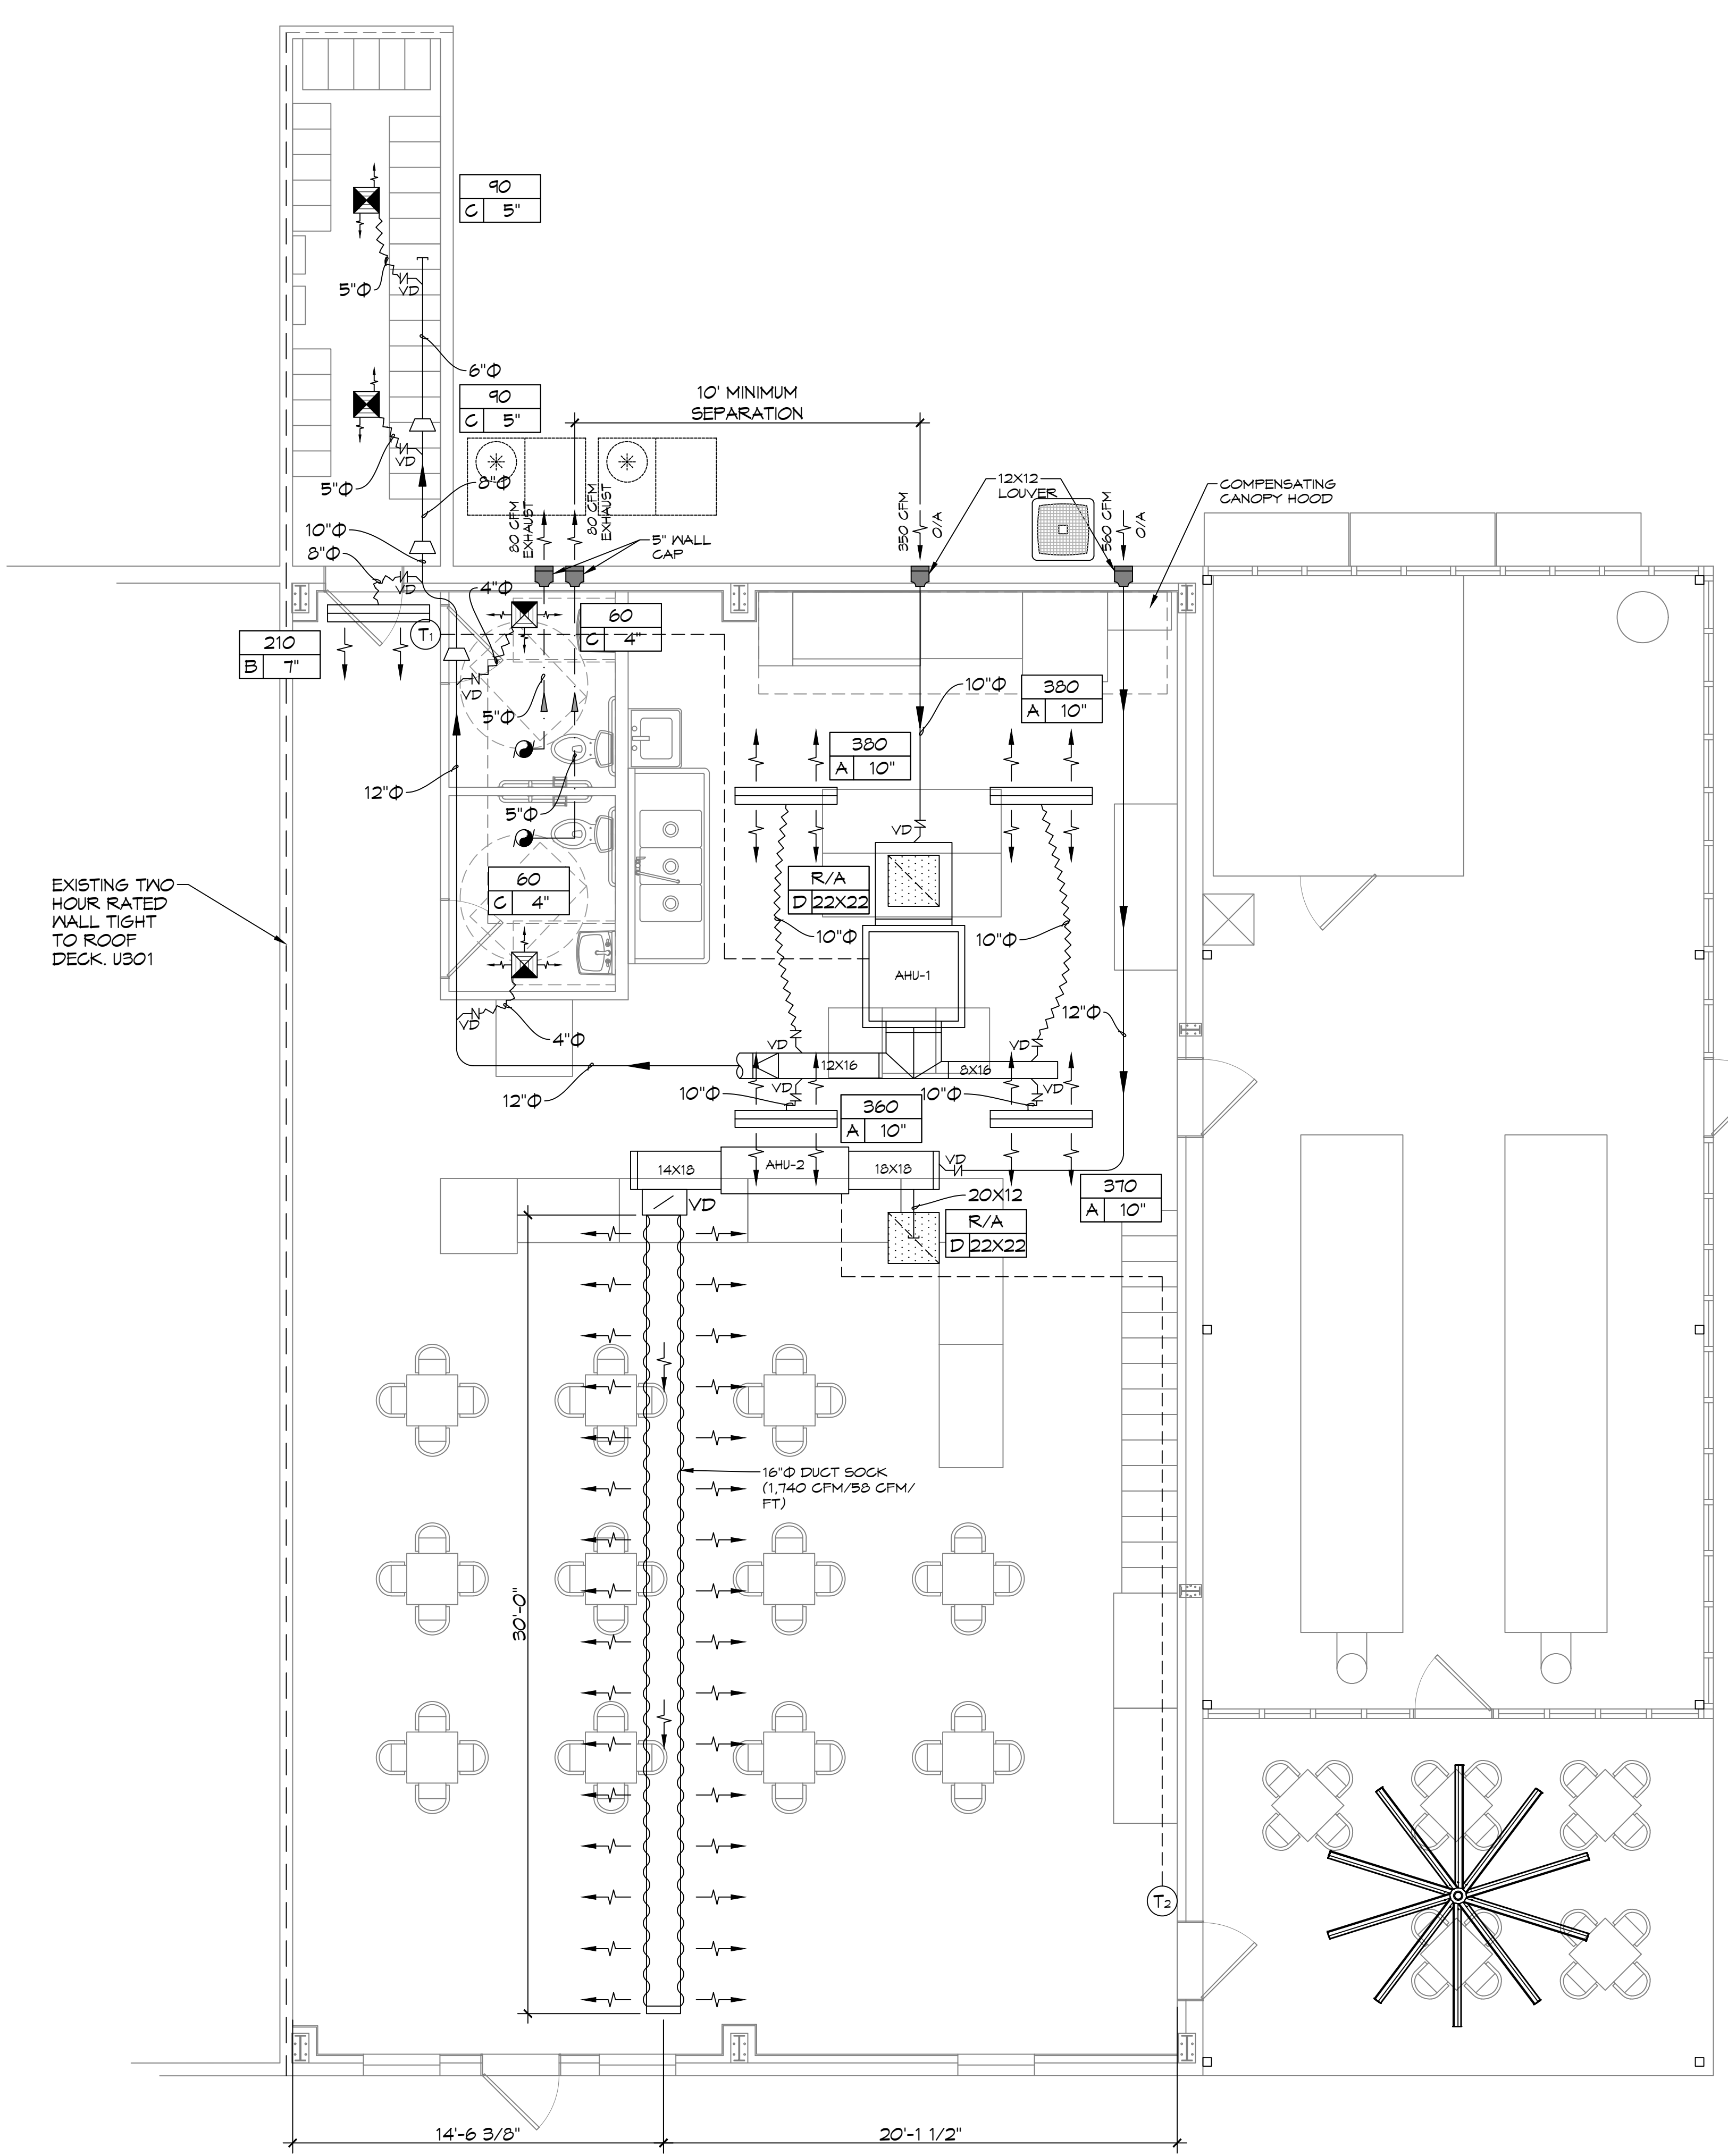 90
C 5"
5"Φ
VD
6"Φ
90
C 5"
10' MINIMUM
SEPARATION
VD
5"Φ
8"Φ
12X12
LOUVER
COMPENSATING
CANOPY HOOD
80 CFM
EXHAUST
80 CFM
EXHAUST
350 CFM
O/A
560 CFM
O/A
10"Φ
8"Φ
5" WALL
CAP
VD
4"Φ
60
C 4"
T1
210
B 7"
VD
5"Φ
10"Φ
380
A 10"
380
A 10"
12"Φ
5"Φ
VD
EXISTING TWO
HOUR RATED
WALL TIGHT
TO ROOF
DECK. U301
60
C 4"
R/A
D 22X22
10"Φ
10"Φ
AHU-1
VD
4"Φ
12"Φ
VD
VD
12X16
8X16
12"Φ
10"Φ
VD
10"Φ
VD
360
A 10"
14X18
AHU-2
18X18
VD
370
A 10"
VD
20X12
R/A
D 22X22
16"Φ DUCT SOCK
(1,740 CFM/58 CFM/
FT)
30'-0"
T2
14'-6 3/8"
20'-1 1/2"